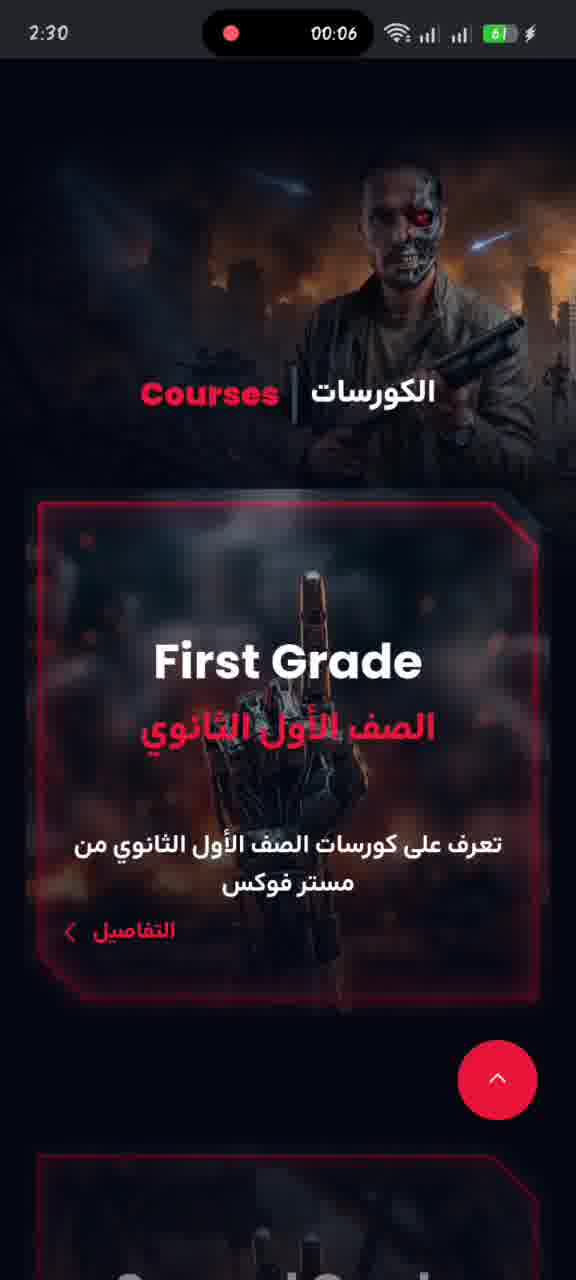 2:30
00:06
61
الكورسات | Courses
First Grade
الصف الأول الثانوي
تعرف على كورسات الصف الأول الثانوي من
مستر فوكس
التفاصيل